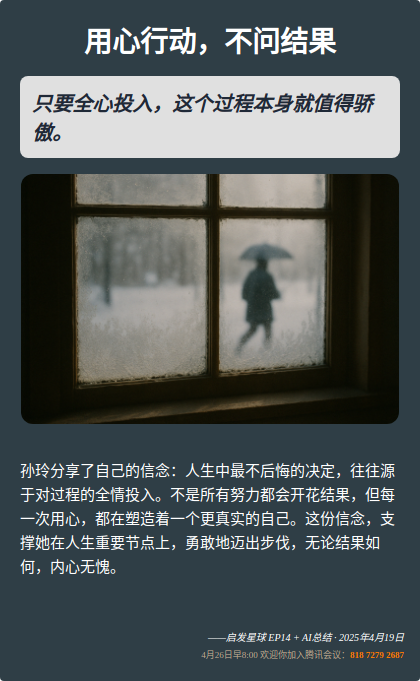 用心行动，不问结果
只要全心投入，这个过程本身就值得骄
傲。
孙玲分享了自己的信念：人生中最不后悔的决定，往往源
于对过程的全情投入。不是所有努力都会开花结果，但每
一次用心，都在塑造着一个更真实的自己。这份信念，支
撑她在人生重要节点上，勇敢地迈出步伐，无论结果如
何，内心无愧。
——启发星球 EP14 + AI总结 · 2025年4月19日
4月26日早8:00 欢迎你加入腾讯会议：818 7279 2687